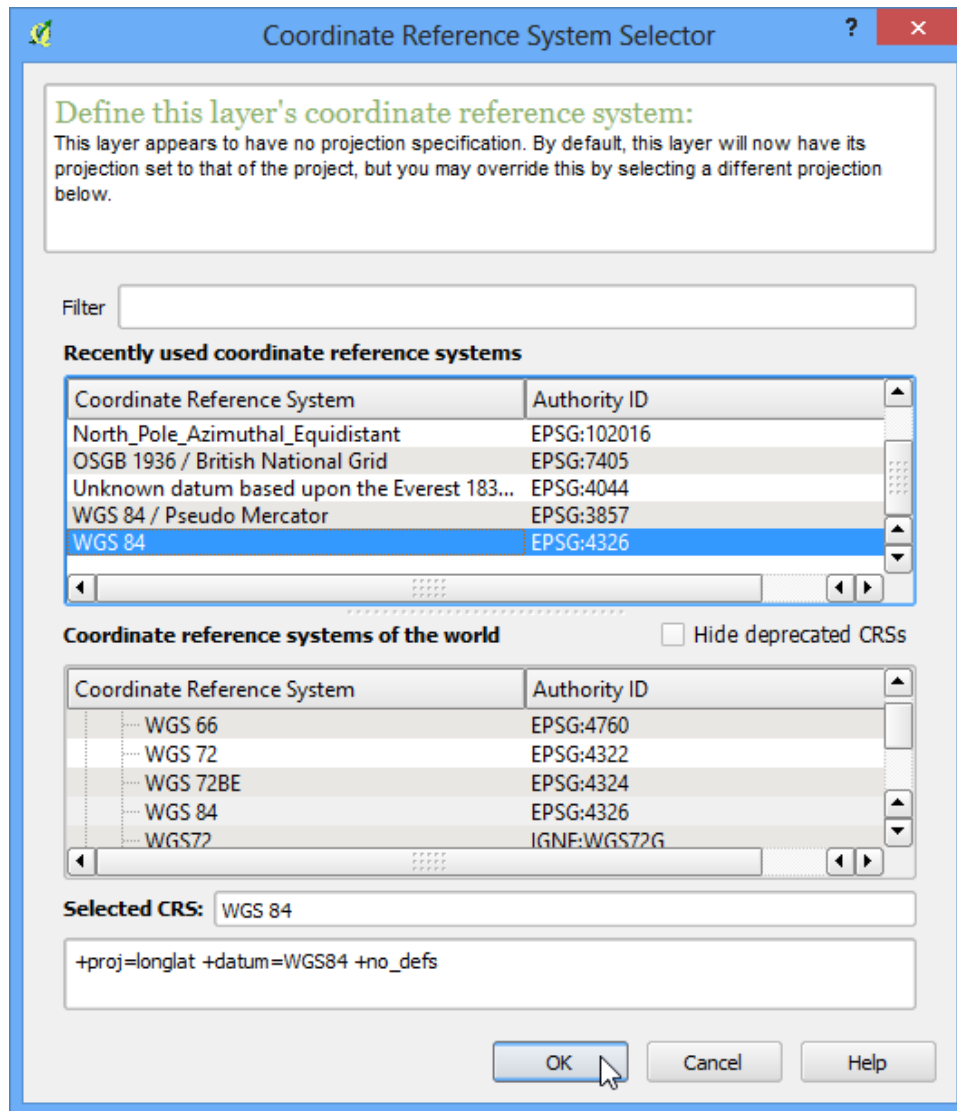 Coordinate Reference System Selector ?
Define this layer's coordinate reference system:
This layer appears to have no projection specification. By default, this layer will now have its
projection set to that of the project, but you may override this by selecting a different projection
below.
Filter
Recently used coordinate reference systems
Coordinate Reference System Authority ID
North_Pole_Azimuthal_Equidistant EPSG:102016
OSGB 1936 / British National Grid EPSG:7405
Unknown datum based upon the Everest 183... EPSG:4044
WGS 84 / Pseudo Mercator EPSG:3857
WGS 84 EPSG:4326
Coordinate reference systems of the world Hide deprecated CRSs
Coordinate Reference System Authority ID
WGS 66 EPSG:4760
WGS 72 EPSG:4322
WGS 72BE EPSG:4324
WGS 84 EPSG:4326
WGS72 IGNF:WGS72G
Selected CRS: WGS 84
+proj=longlat +datum=WGS84 +no_defs
OK Cancel Help